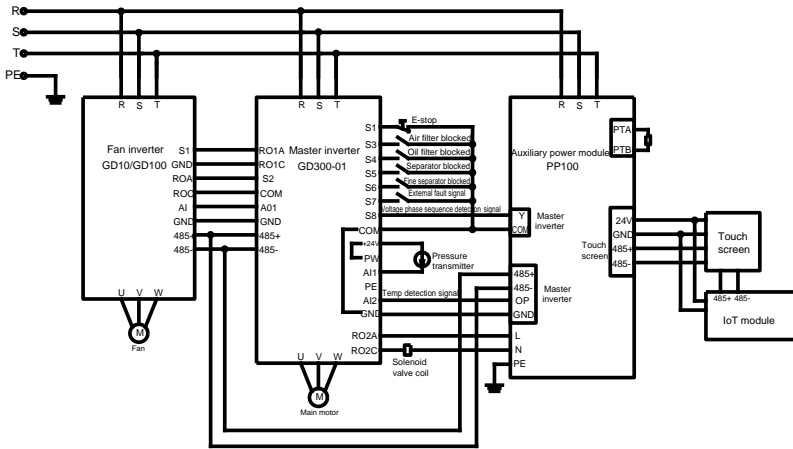 R
S
T
PE
R S T
Fan inverter
GD10/GD100
S1
GND
ROA
ROC
AI
GND
485+
485-
U V W
M
Fan
R S T
Master inverter
GD300-01
RO1A
RO1C
S2
COM
A01
GND
485+
485-
U V W
M
Main motor
S1
S3
S4
S5
S6
S7
S8
COM
+24V
PW
AI1
PE
AI2
GND
RO2A
RO2C
E-stop
Air filter blocked
Oil filter blocked
Separator blocked
Fine separator blocked
External fault signal
Voltage phase sequence detection signal
Pressure
transmitter
Temp detection signal
Solenoid
valve coil
R S T
Auxiliary power module
PP100
PTA
PTB
Y
COM
Master
inverter
485+
485-
OP
GND
Master
inverter
L
N
PE
Touch
screen
24V
GND
485+
485-
Touch
screen
485+ 485-
IoT module